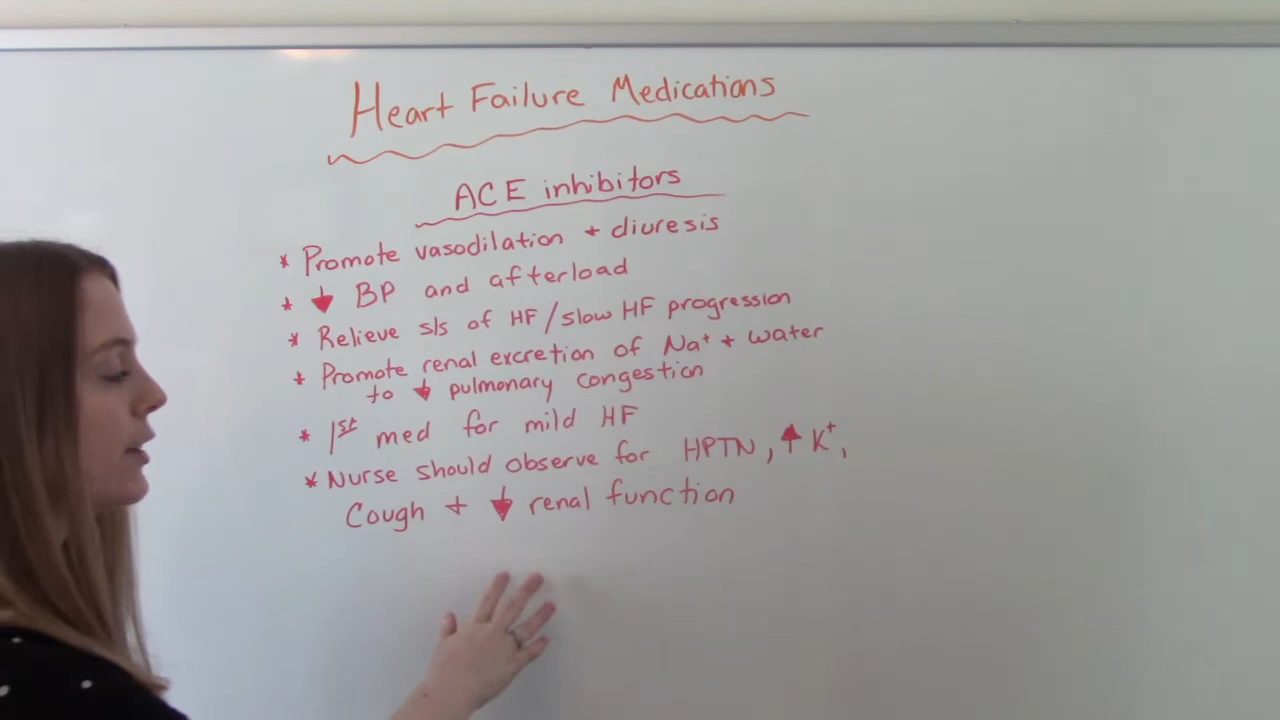 Heart Failure Medications
ACE inhibitors
* Promote vasodilation + diuresis
* ↓ BP and afterload
* Relieve s/s of HF/slow HF progression
* Promote renal excretion of Na⁺ + water
to ↓ pulmonary congestion
* 1st med for mild HF
* Nurse should observe for HPTN, ↑ K⁺,
Cough + ↓ renal function